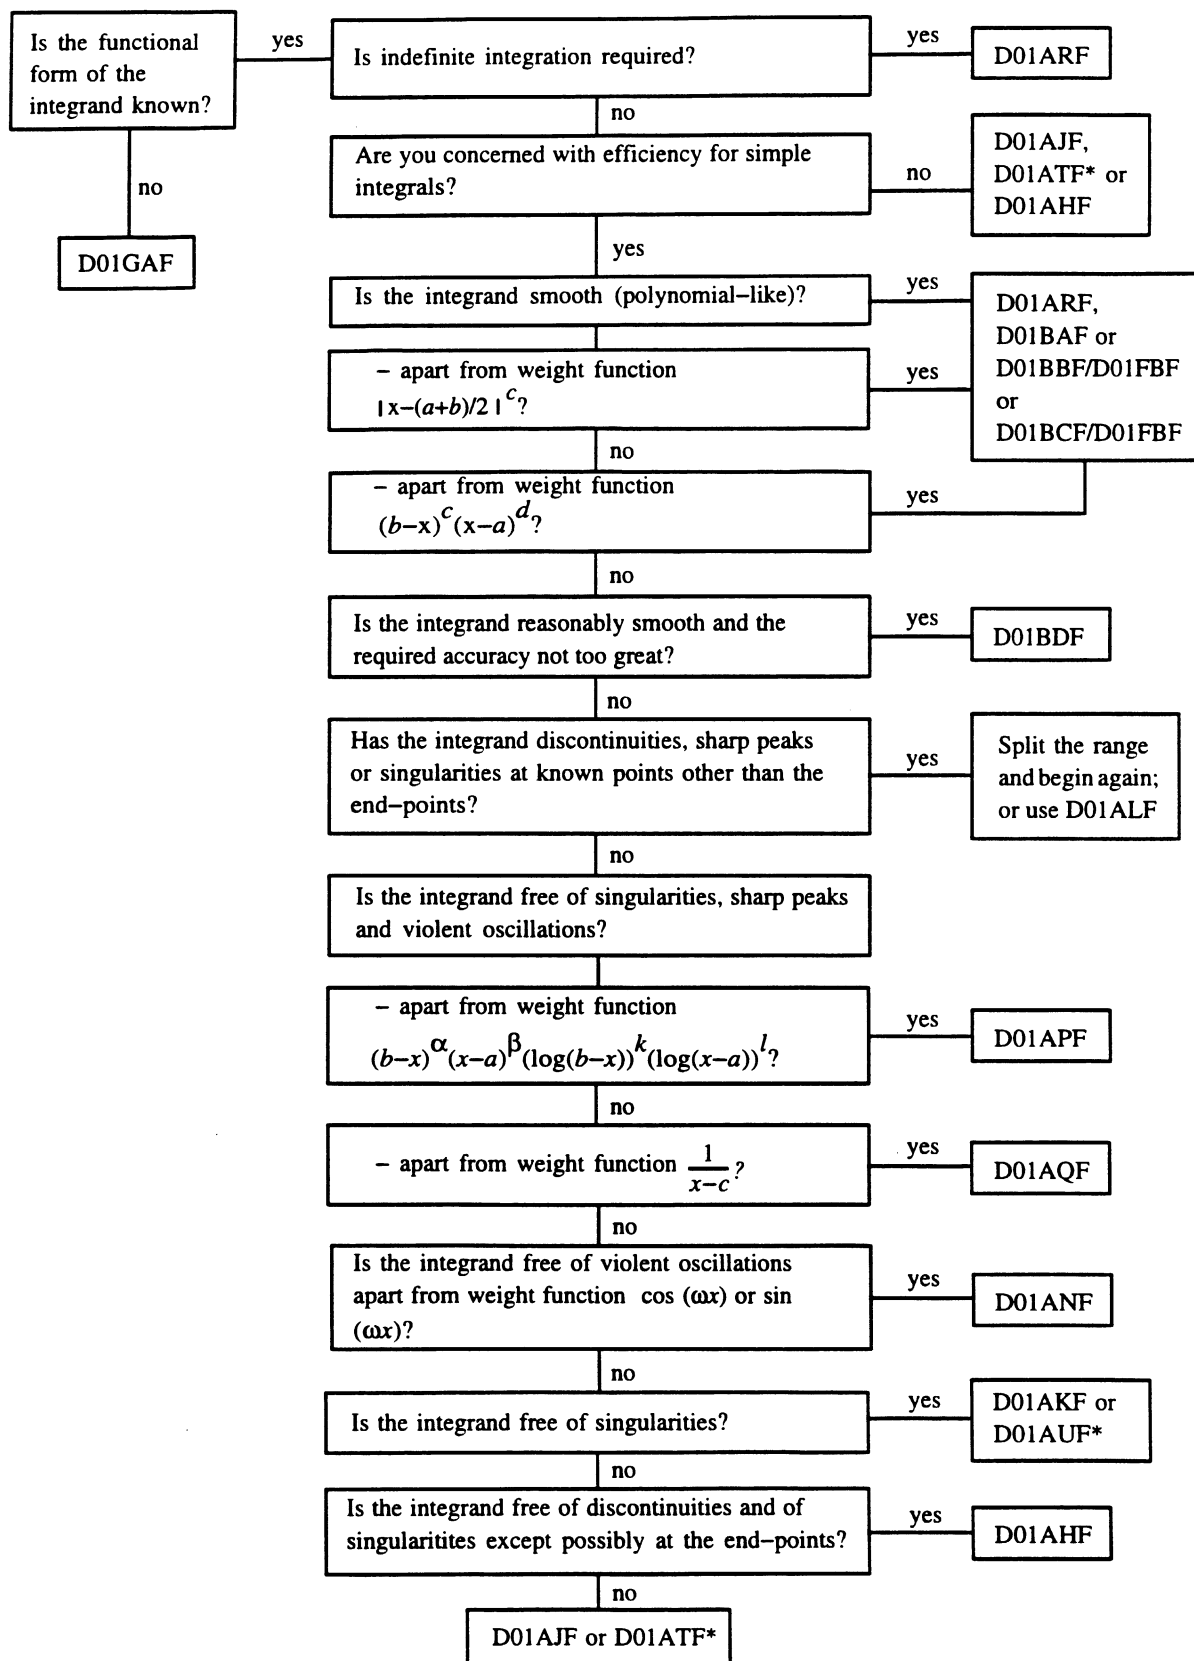 Is the functional
form of the
integrand known?
yes
Is indefinite integration required?
yes
D01ARF
no
no
D01GAF
Are you concerned with efficiency for simple
integrals?
no
D01AJF,
D01ATF* or
D01AHF
yes
Is the integrand smooth (polynomial–like)?
yes
D01ARF,
D01BAF or
D01BBF/D01FBF
or
D01BCF/D01FBF
– apart from weight function
|x–(a+b)/2|^c?
yes
no
– apart from weight function
(b–x)^c(x–a)^d?
yes
no
Is the integrand reasonably smooth and the
required accuracy not too great?
yes
D01BDF
no
Has the integrand discontinuities, sharp peaks
or singularities at known points other than the
end–points?
yes
Split the range
and begin again;
or use D01ALF
no
Is the integrand free of singularities, sharp peaks
and violent oscillations?
– apart from weight function
(b–x)^α(x–a)^β(log(b–x))^k(log(x–a))^l?
yes
D01APF
no
– apart from weight function 1/(x–c)?
yes
D01AQF
no
Is the integrand free of violent oscillations
apart from weight function cos (ωx) or sin
(ωx)?
yes
D01ANF
no
Is the integrand free of singularities?
yes
D01AKF or
D01AUF*
no
Is the integrand free of discontinuities and of
singularitites except possibly at the end–points?
yes
D01AHF
no
D01AJF or D01ATF*